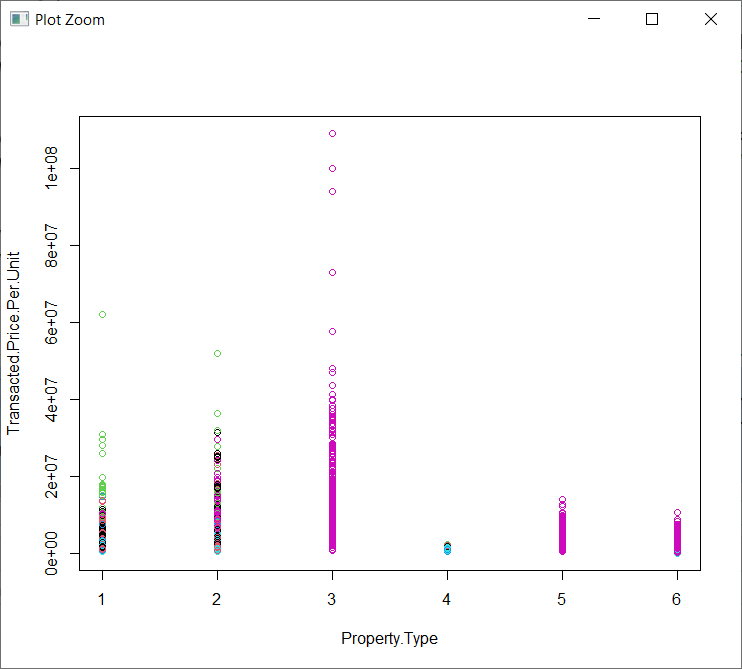 Plot Zoom
Transacted.Price.Per.Unit
1e+08
8e+07
6e+07
4e+07
2e+07
0e+00
1 2 3 4 5 6
Property.Type